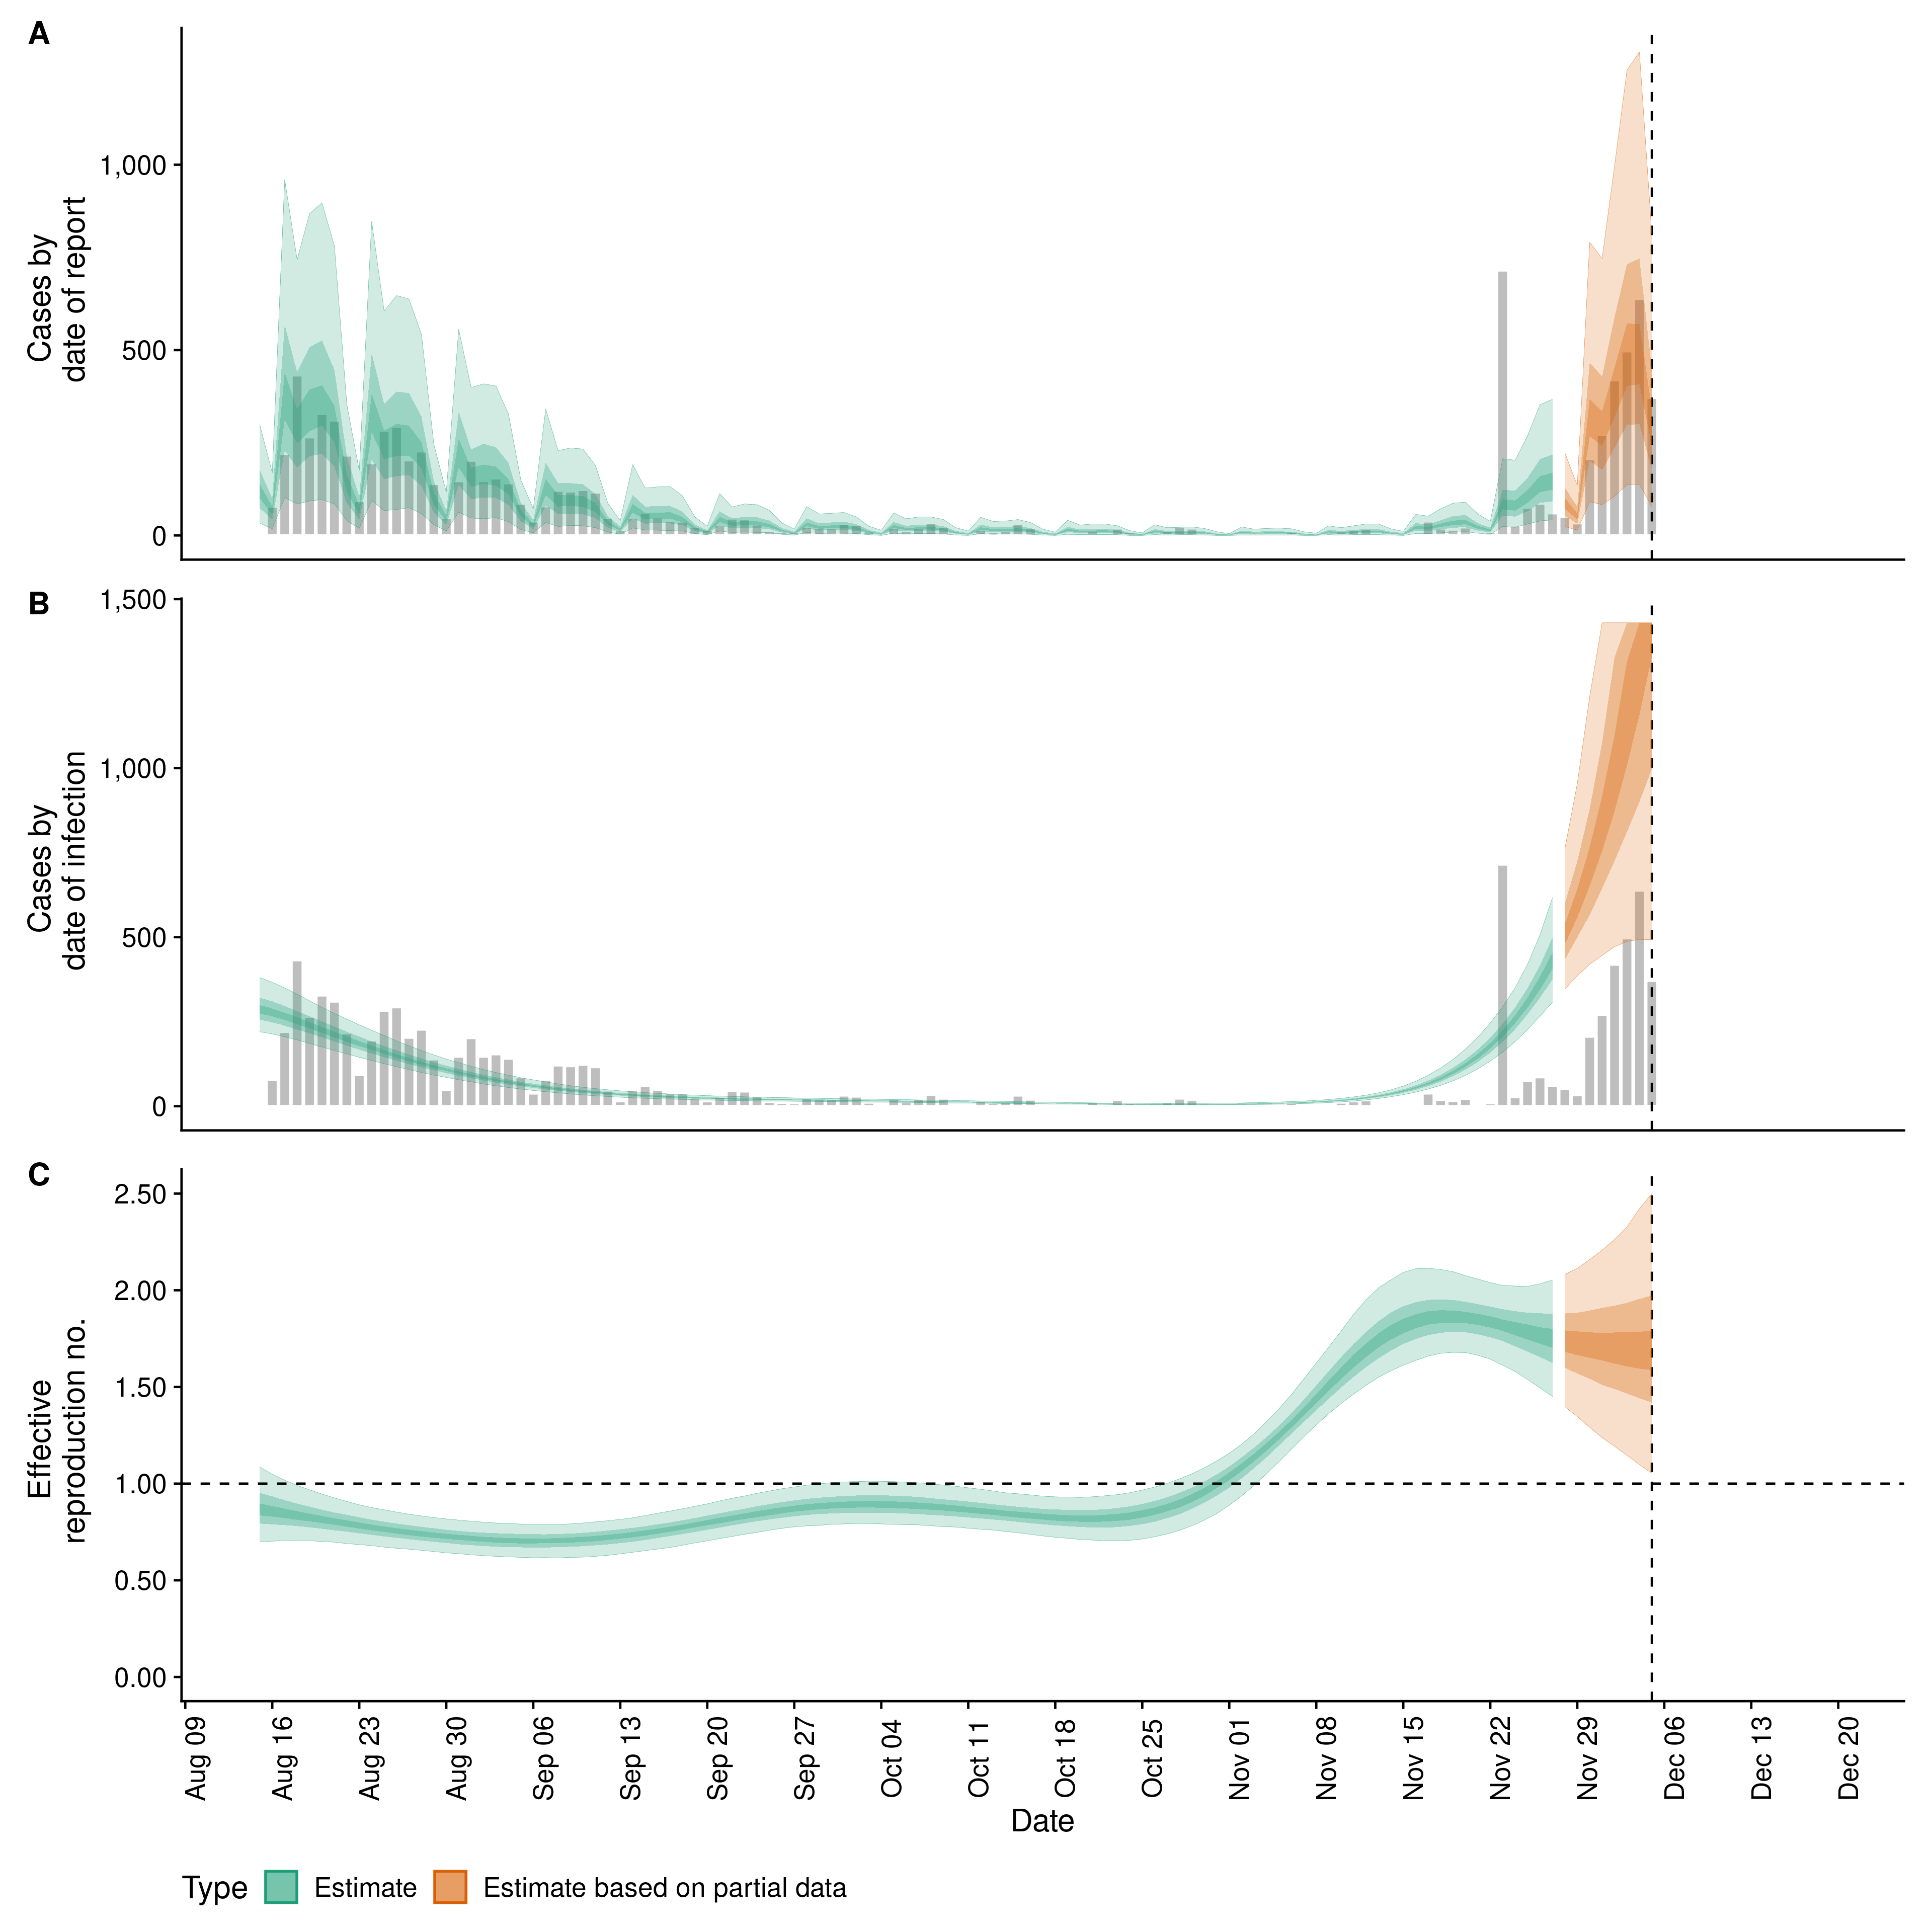 A
Cases by
date of report
1,000
500
0
B
Cases by
date of infection
1,500
1,000
500
0
C
Effective
reproduction no.
2.50
2.00
1.50
1.00
0.50
0.00
Aug 09
Aug 16
Aug 23
Aug 30
Sep 06
Sep 13
Sep 20
Sep 27
Oct 04
Oct 11
Oct 18
Oct 25
Nov 01
Nov 08
Nov 15
Nov 22
Nov 29
Dec 06
Dec 13
Dec 20
Date
Type Estimate Estimate based on partial data